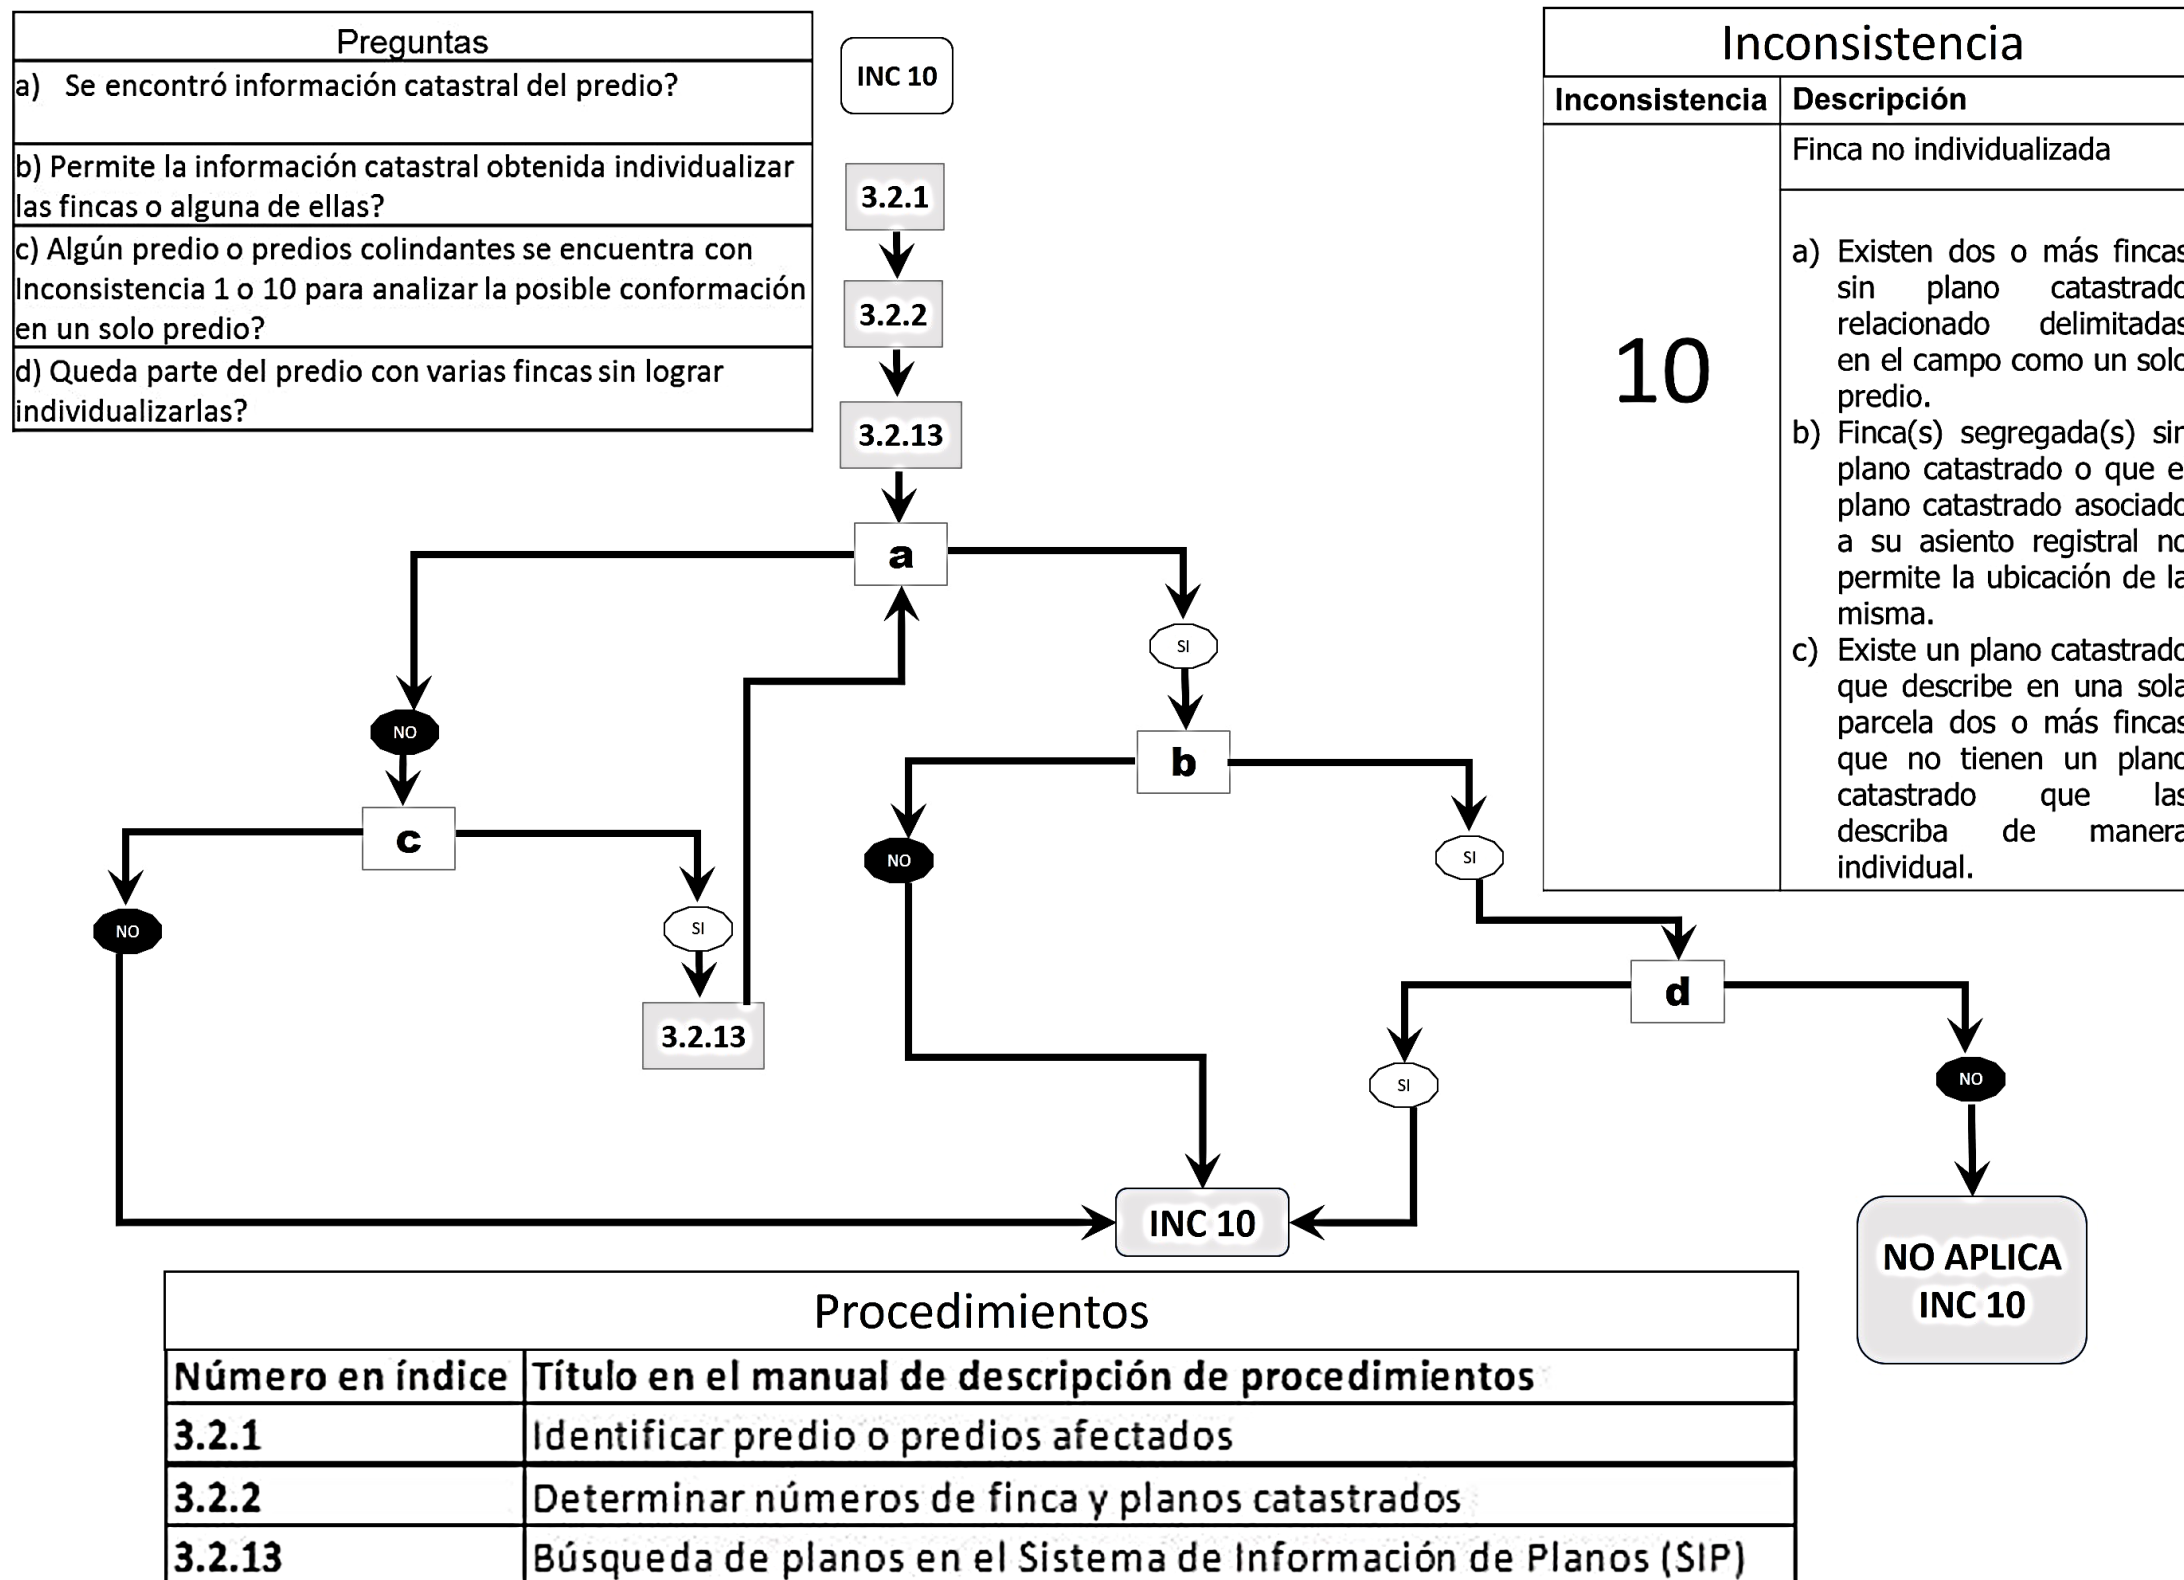 Preguntas
a) Se encontró información catastral del predio?
b) Permite la información catastral obtenida individualizar
las fincas o alguna de ellas?
c) Algún predio o predios colindantes se encuentra con
Inconsistencia 1 o 10 para analizar la posible conformación
en un solo predio?
d) Queda parte del predio con varias fincas sin lograr
individualizarlas?
INC 10
3.2.1
3.2.2
3.2.13
a
SI
NO
b
c
NO
SI
NO
SI
3.2.13
d
SI
NO
INC 10
NO APLICA
INC 10
Inconsistencia
Inconsistencia Descripción
10
Finca no individualizada
a) Existen dos o más fincas
sin plano catastrado
relacionado delimitadas
en el campo como un solo
predio.
b) Finca(s) segregada(s) sin
plano catastrado o que el
plano catastrado asociado
a su asiento registral no
permite la ubicación de la
misma.
c) Existe un plano catastrado
que describe en una sola
parcela dos o más fincas
que no tienen un plano
catastrado que las
describa de manera
individual.
Procedimientos
Número en índice Título en el manual de descripción de procedimientos
3.2.1 Identificar predio o predios afectados
3.2.2 Determinar números de finca y planos catastrados
3.2.13 Búsqueda de planos en el Sistema de Información de Planos (SIP)